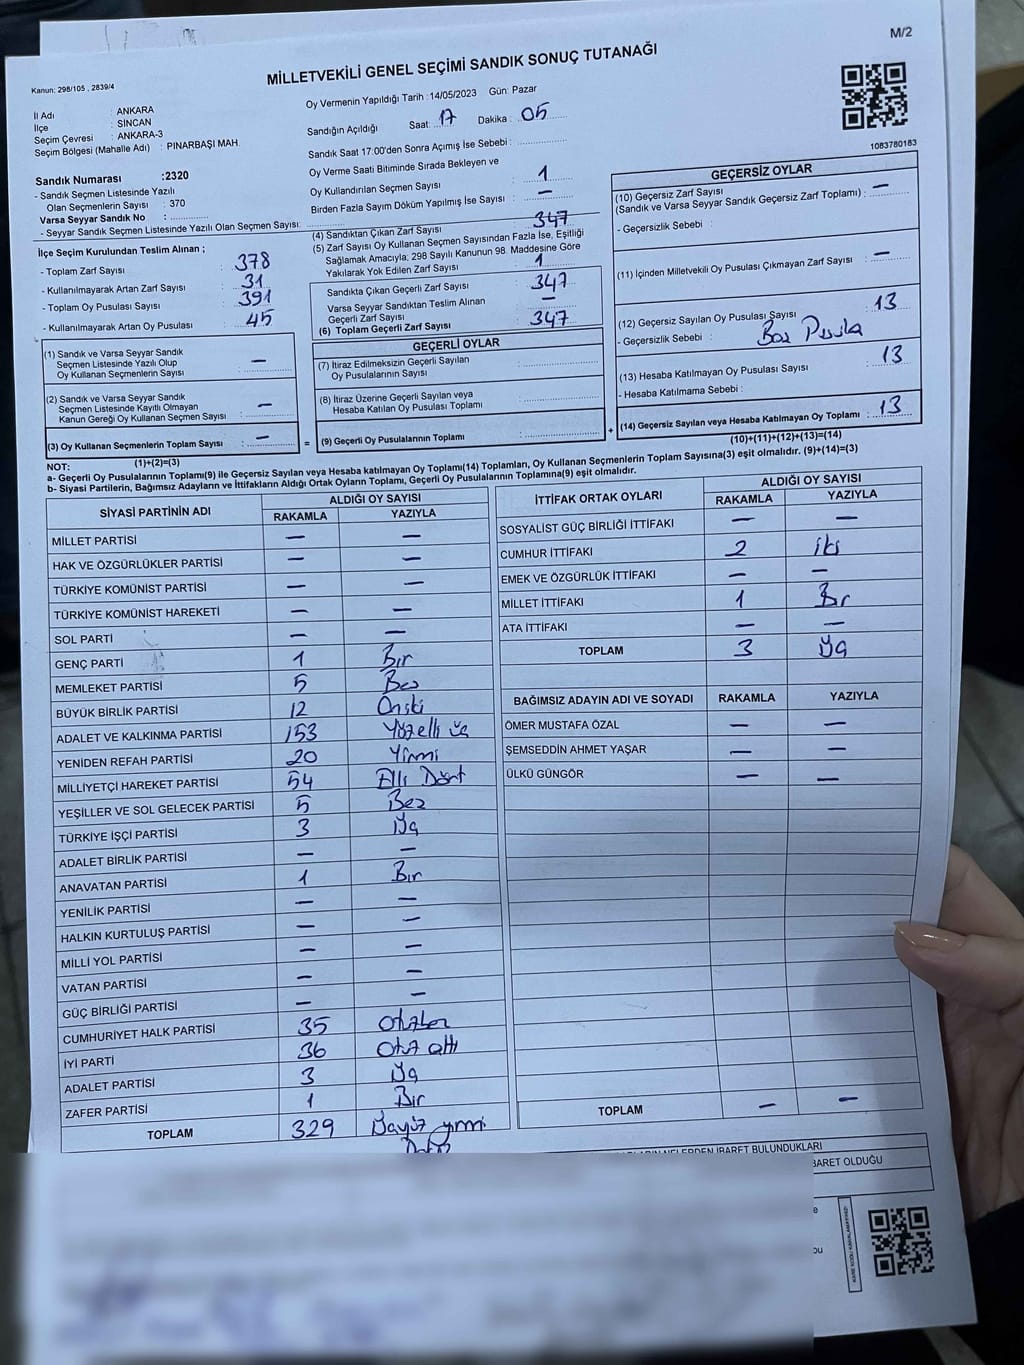 M/2
MİLLETVEKİLİ GENEL SEÇİMİ SANDIK SONUÇ TUTANAĞI
Kanun: 298/105 , 2839/4
İl Adı : ANKARA
İlçe : SİNCAN
Seçim Çevresi : ANKARA-3
Seçim Bölgesi (Mahalle Adı) : PINARBAŞI MAH.
Sandık Numarası :2320
- Sandık Seçmen Listesinde Yazılı
Olan Seçmenlerin Sayısı : 370
Varsa Seyyar Sandık No :
- Seyyar Sandık Seçmen Listesinde Yazılı Olan Seçmen Sayısı:
Oy Vermenin Yapıldığı Tarih :14/05/2023 Gün: Pazar
Sandığın Açıldığı Saat: 17 Dakika : 05
Sandık Saat 17:00'den Sonra Açımış İse Sebebi :
Oy Verme Saati Bitiminde Sırada Bekleyen ve
Oy Kullandırılan Seçmen Sayısı : 1
Birden Fazla Sayım Döküm Yapılmış İse Sayısı : —
(4) Sandıktan Çıkan Zarf Sayısı : 347
(5) Zarf Sayısı Oy Kullanan Seçmen Sayısından Fazla İse, Eşitliği
Sağlamak Amacıyla; 298 Sayılı Kanunun 98. Maddesine Göre
Yakılarak Yok Edilen Zarf Sayısı : 1
Sandıkta Çıkan Geçerli Zarf Sayısı : 347
Varsa Seyyar Sandıktan Teslim Alınan
Geçerli Zarf Sayısı : —
(6) Toplam Geçerli Zarf Sayısı : 347
1083780183
İlçe Seçim Kurulundan Teslim Alınan ;
- Toplam Zarf Sayısı : 378
- Kullanılmayarak Artan Zarf Sayısı : 31
- Toplam Oy Pusulası Sayısı : 391
- Kullanılmayarak Artan Oy Pusulası : 45
(1) Sandık ve Varsa Seyyar Sandık
Seçmen Listesinde Yazılı Olup
Oy Kullanan Seçmenlerin Sayısı : —
(2) Sandık ve Varsa Seyyar Sandık
Seçmen Listesinde Kayıtlı Olmayan
Kanun Gereği Oy Kullanan Seçmen Sayısı : —
(3) Oy Kullanan Seçmenlerin Toplam Sayısı : —
(1)+(2)=(3)
GEÇERLİ OYLAR
(7) İtiraz Edilmeksizin Geçerli Sayılan
Oy Pusulalarının Sayısı :
(8) İtiraz Üzerine Geçerli Sayılan veya
Hesaba Katılan Oy Pusulası Toplamı :
= (9) Geçerli Oy Pusulalarının Toplamı : +
GEÇERSİZ OYLAR
(10) Geçersiz Zarf Sayısı : —
(Sandık ve Varsa Seyyar Sandık Geçersiz Zarf Toplamı) :
- Geçersizlik Sebebi :
(11) İçinden Milletvekili Oy Pusulası Çıkmayan Zarf Sayısı : —
(12) Geçersiz Sayılan Oy Pusulası Sayısı : 13
- Geçersizlik Sebebi : Boş Pusula
(13) Hesaba Katılmayan Oy Pusulası Sayısı : 13
- Hesaba Katılmama Sebebi :
(14) Geçersiz Sayılan veya Hesaba Katılmayan Oy Toplamı : 13
(10)+(11)+(12)+(13)=(14)
NOT:
a- Geçerli Oy Pusulalarının Toplamı(9) ile Geçersiz Sayılan veya Hesaba katılmayan Oy Toplamı(14) Toplamları, Oy Kullanan Seçmenlerin Toplam Sayısına(3) eşit olmalıdır. (9)+(14)=(3)
b- Siyasi Partilerin, Bağımsız Adayların ve İttifakların Aldığı Ortak Oyların Toplamı, Geçerli Oy Pusulalarının Toplamına(9) eşit olmalıdır.
SİYASİ PARTİNİN ADI ALDIĞI OY SAYISI
RAKAMLA YAZIYLA
MİLLET PARTİSİ — —
HAK VE ÖZGÜRLÜKLER PARTİSİ — —
TÜRKİYE KOMÜNİST PARTİSİ — —
TÜRKİYE KOMÜNİST HAREKETİ — —
SOL PARTİ — —
GENÇ PARTİ 1 Bir
MEMLEKET PARTİSİ 5 Beş
BÜYÜK BİRLİK PARTİSİ 12 Oniki
ADALET VE KALKINMA PARTİSİ 153 Yüzelli üç
YENİDEN REFAH PARTİSİ 20 Yirmi
MİLLİYETÇİ HAREKET PARTİSİ 54 Elli Dört
YEŞİLLER VE SOL GELECEK PARTİSİ 5 Beş
TÜRKİYE İŞÇİ PARTİSİ 3 Üç
ADALET BİRLİK PARTİSİ — —
ANAVATAN PARTİSİ 1 Bir
YENİLİK PARTİSİ — —
HALKIN KURTULUŞ PARTİSİ — —
MİLLİ YOL PARTİSİ — —
VATAN PARTİSİ — —
GÜÇ BİRLİĞİ PARTİSİ — —
CUMHURİYET HALK PARTİSİ 35 Otuzbeş
İYİ PARTİ 36 Otuz altı
ADALET PARTİSİ 3 Üç
ZAFER PARTİSİ 1 Bir
TOPLAM 329 Üçyüz yirmi
Dokuz
İTTİFAK ORTAK OYLARI ALDIĞI OY SAYISI
RAKAMLA YAZIYLA
SOSYALİST GÜÇ BİRLİĞİ İTTİFAKI — —
CUMHUR İTTİFAKI 2 iki
EMEK VE ÖZGÜRLÜK İTTİFAKI — —
MİLLET İTTİFAKI 1 Bir
ATA İTTİFAKI — —
TOPLAM 3 Üç
BAĞIMSIZ ADAYIN ADI VE SOYADI RAKAMLA YAZIYLA
ÖMER MUSTAFA ÖZAL — —
ŞEMSEDDİN AHMET YAŞAR — —
ÜLKÜ GÜNGÖR — —
TOPLAM — —
NELERDEN İBARET BULUNDUKLARI
BARET OLDUĞU